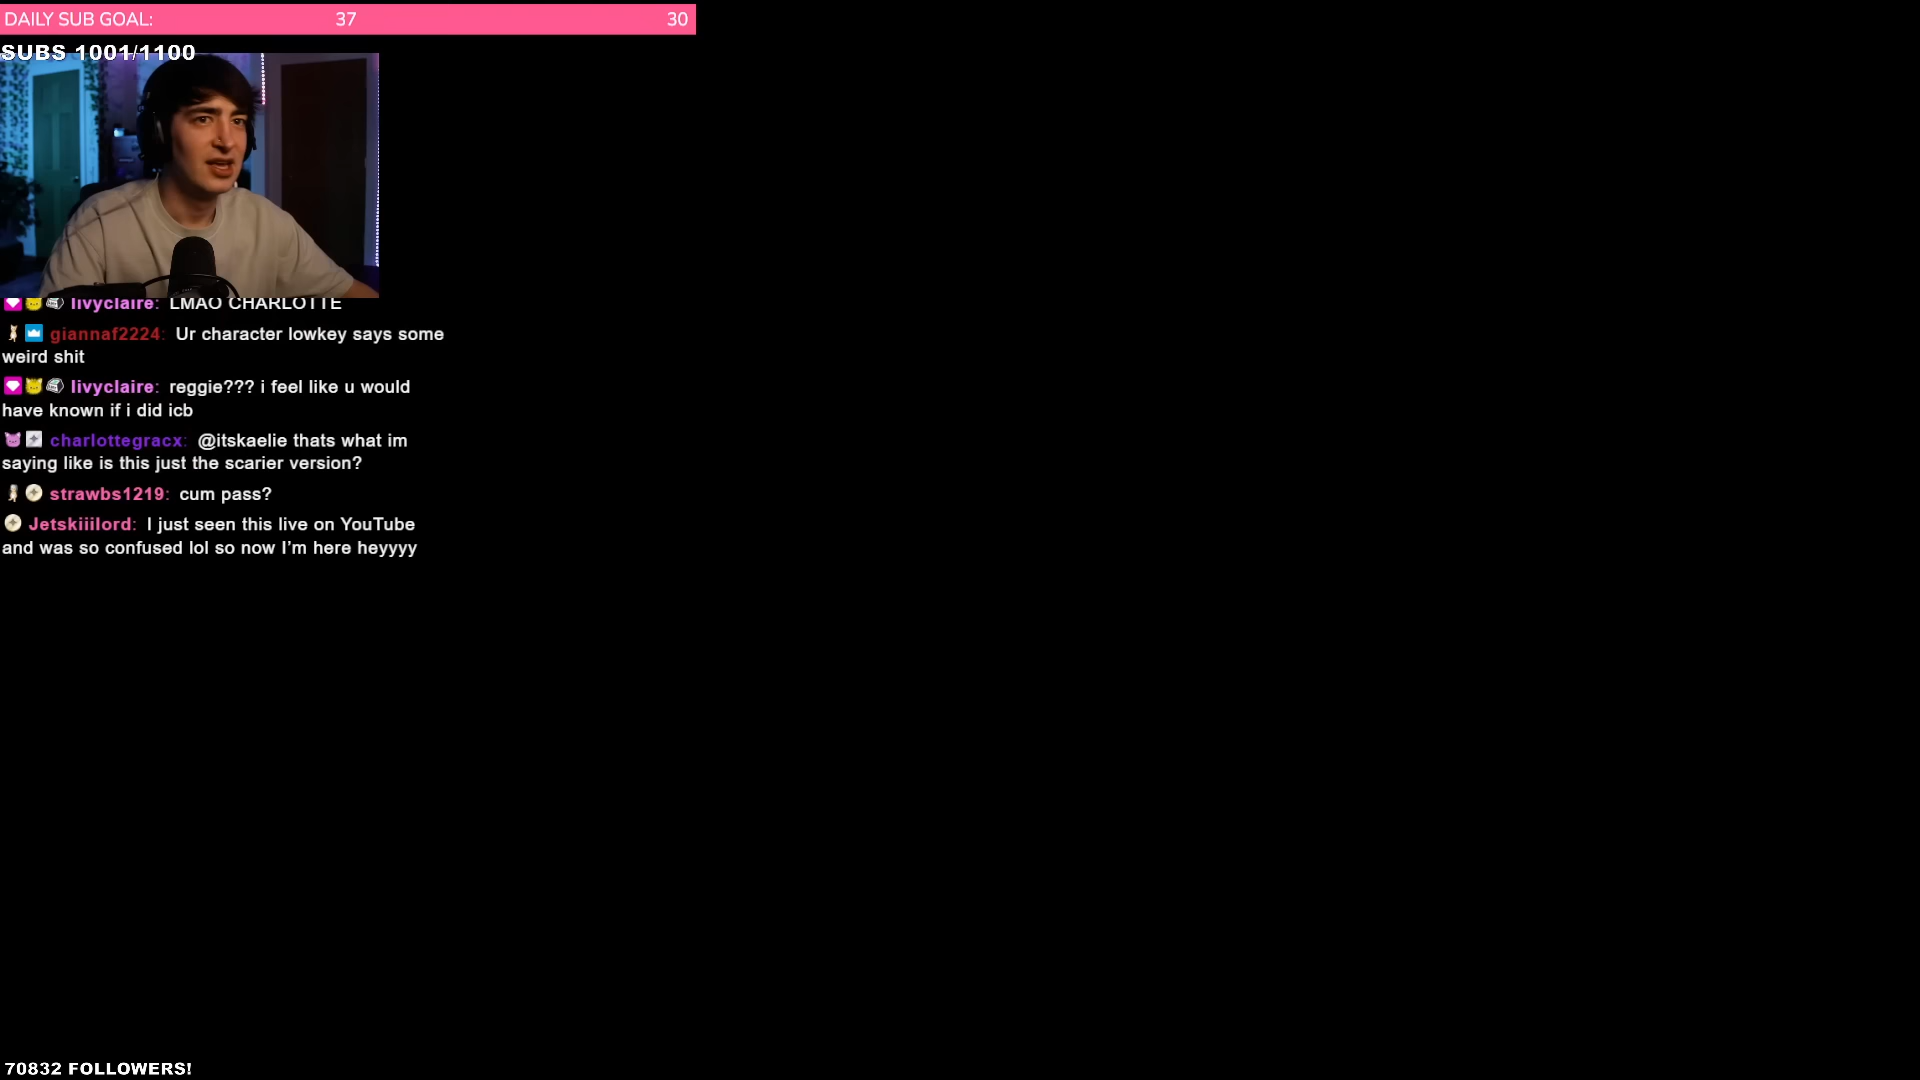 DAILY SUB GOAL: 37 30
SUBS 1001/1100
livyclaire: LMAO CHARLOTTE
giannaf2224: Ur character lowkey says some
weird shit
livyclaire: reggie??? i feel like u would
have known if i did icb
charlottegracx: @itskaelie thats what im
saying like is this just the scarier version?
strawbs1219: cum pass?
Jetskiiilord: I just seen this live on YouTube
and was so confused lol so now I’m here heyyyy
70832 FOLLOWERS!